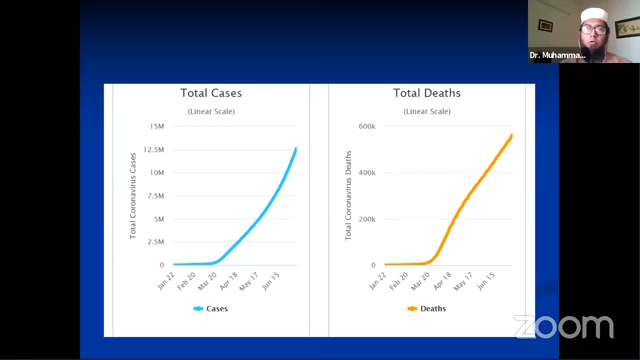 Dr. Muhamma...
Total Cases
(Linear Scale)
Total Coronavirus Cases
15M
12.5M
10M
7.5M
5M
2.5M
0
Jan 22
Feb 20
Mar 20
Apr 18
May 17
Jun 15
Cases
Total Deaths
(Linear Scale)
Total Coronavirus Deaths
600k
400k
200k
0
Jan 22
Feb 20
Mar 20
Apr 18
May 17
Jun 15
Deaths
zoom